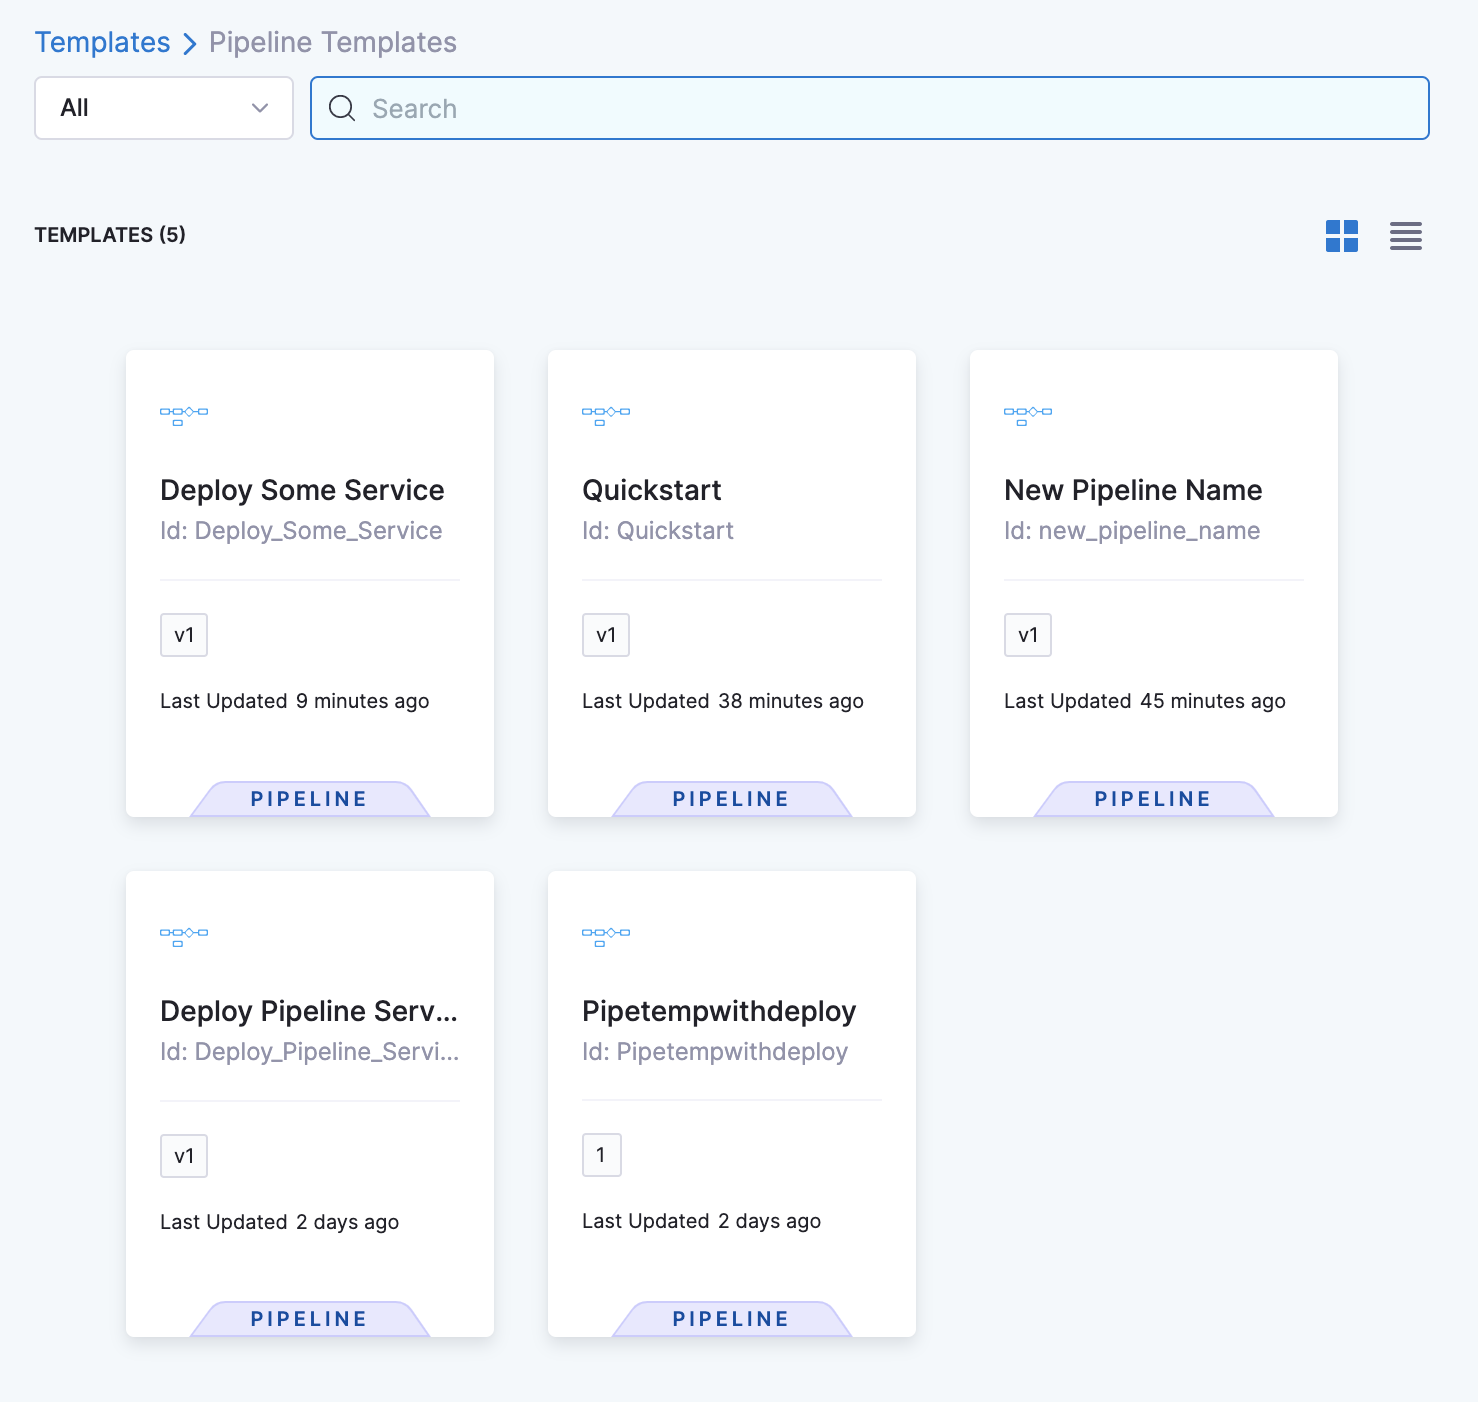 Templates > Pipeline Templates
All
Search
TEMPLATES (5)
Deploy Some Service
Id: Deploy_Some_Service
v1
Last Updated 9 minutes ago
PIPELINE
Quickstart
Id: Quickstart
v1
Last Updated 38 minutes ago
PIPELINE
New Pipeline Name
Id: new_pipeline_name
v1
Last Updated 45 minutes ago
PIPELINE
Deploy Pipeline Serv...
Id: Deploy_Pipeline_Servi...
v1
Last Updated 2 days ago
PIPELINE
Pipetempwithdeploy
Id: Pipetempwithdeploy
1
Last Updated 2 days ago
PIPELINE